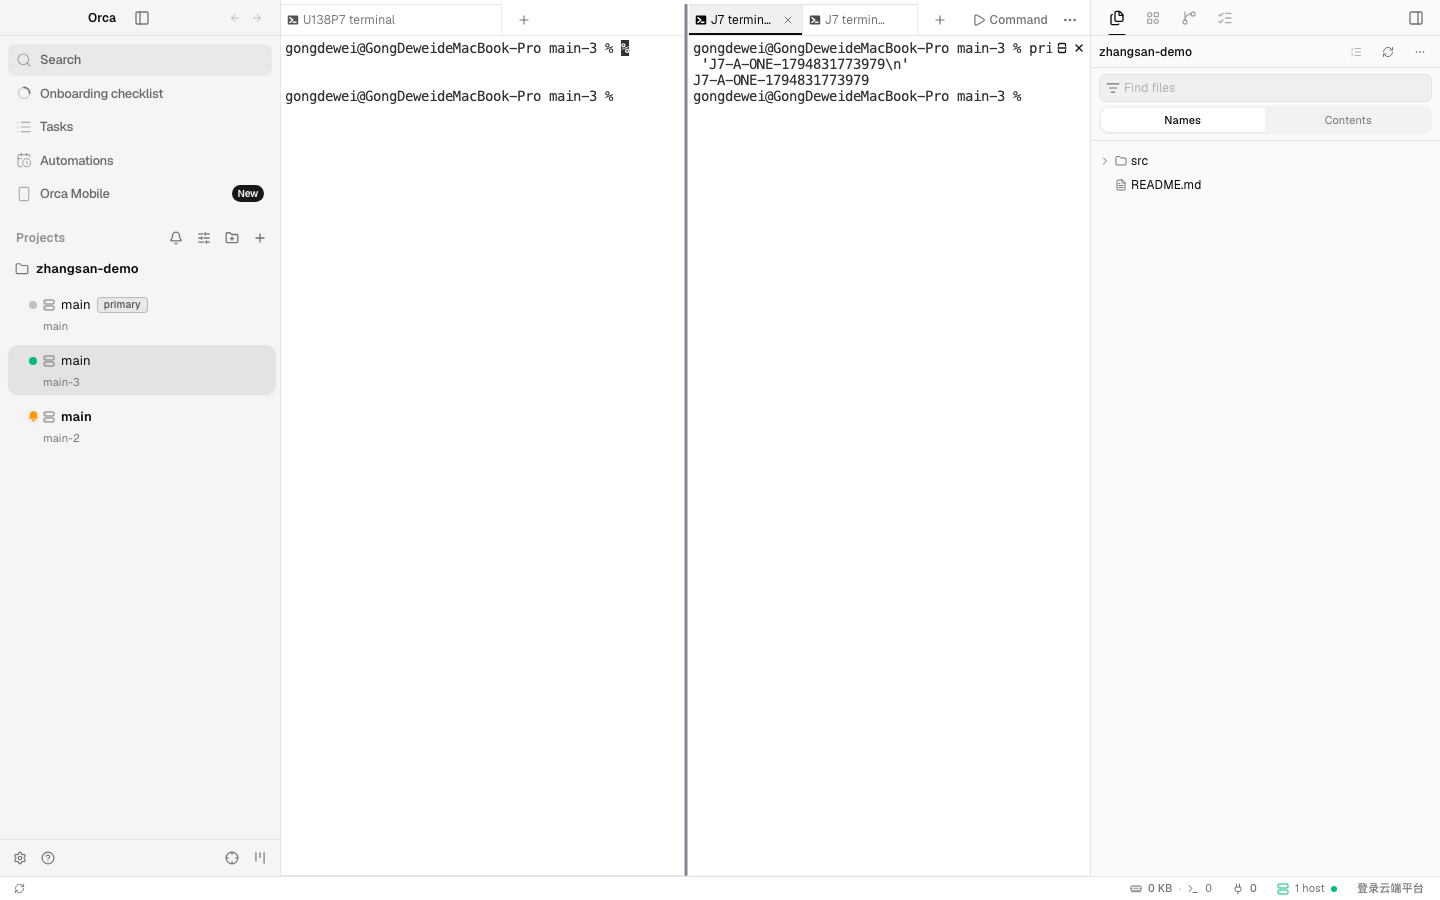 Orca
Search
Onboarding checklist
Tasks
Automations
Orca Mobile
New
Projects
zhangsan-demo
main primary
main
main
main-3
main
main-2
U138P7 terminal
gongdewei@GongDeweideMacBook-Pro main-3 % %
gongdewei@GongDeweideMacBook-Pro main-3 %
J7 termin...
J7 termin...
Command
gongdewei@GongDeweideMacBook-Pro main-3 % pri
'J7-A-ONE-1794831773979\n'
J7-A-ONE-1794831773979
gongdewei@GongDeweideMacBook-Pro main-3 %
zhangsan-demo
Find files
Names Contents
src
README.md
0 KB · 0 0 1 host 登录云端平台